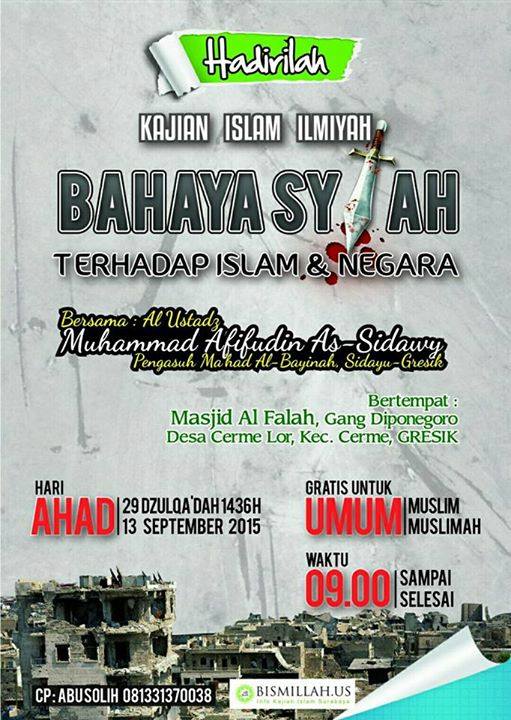 Hadirilah
KAJIAN ISLAM ILMIYAH
BAHAYA SYIAH
TERHADAP ISLAM & NEGARA
Bersama : Al Ustadz
Muhammad Afifudin As-Sidawy
Pengasuh Ma'had Al-Bayinah, Sidayu-Gresik
Bertempat :
Masjid Al Falah, Gang Diponegoro
Desa Cerme Lor, Kec. Cerme, GRESIK
HARI
AHAD 29 DZULQA'DAH 1436H
13 SEPTEMBER 2015
GRATIS UNTUK
UMUM MUSLIM
MUSLIMAH
WAKTU
09.00 SAMPAI
SELESAI
CP: ABU SOLIH 081331370038
BISMILLAH.US
Info Kajian Islam Surabaya